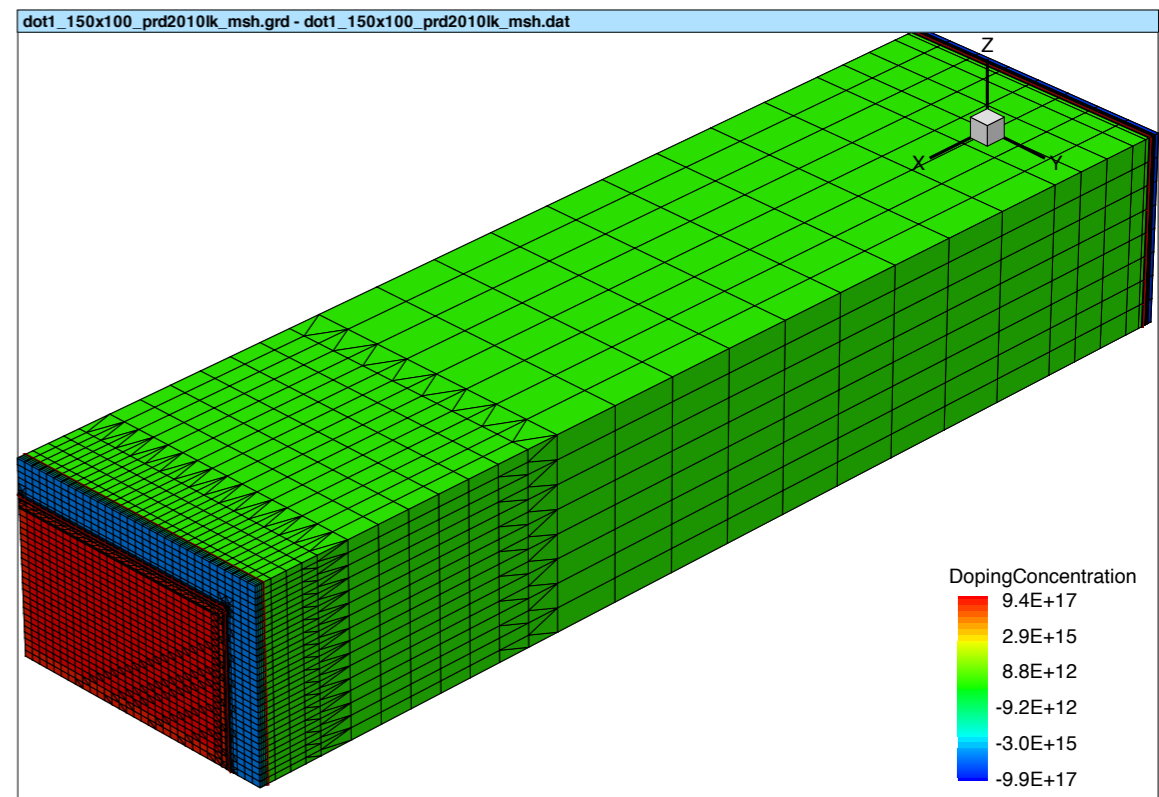 dot1_150x100_prd2010lk_msh.grd - dot1_150x100_prd2010lk_msh.dat
Z
X
Y
DopingConcentration
9.4E+17
2.9E+15
8.8E+12
-9.2E+12
-3.0E+15
-9.9E+17